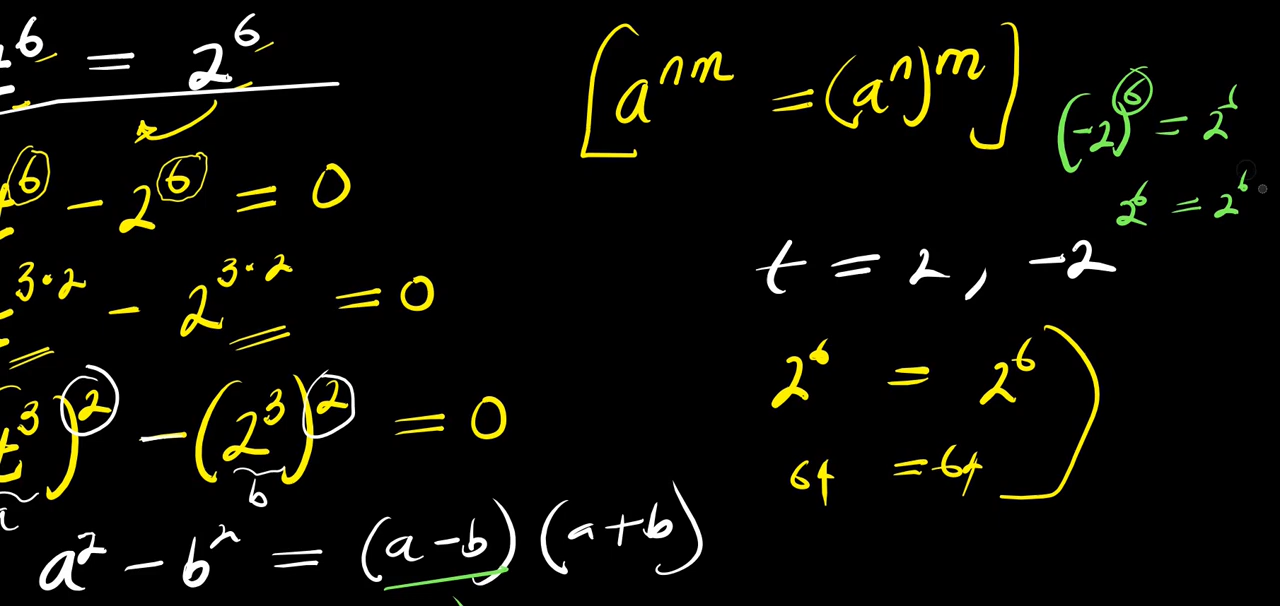 t^6 = 2^6
t^6 - 2^6 = 0
t^{3·2} - 2^{3·2} = 0
(t^3)^2 - (2^3)^2 = 0
a b
a^2 - b^2 = (a-b)(a+b)
[a^{nm} = (a^n)^m]
(-2)^6 = 2^6
2^6 = 2^6
t = 2, -2
2^6 = 2^6
64 = 64